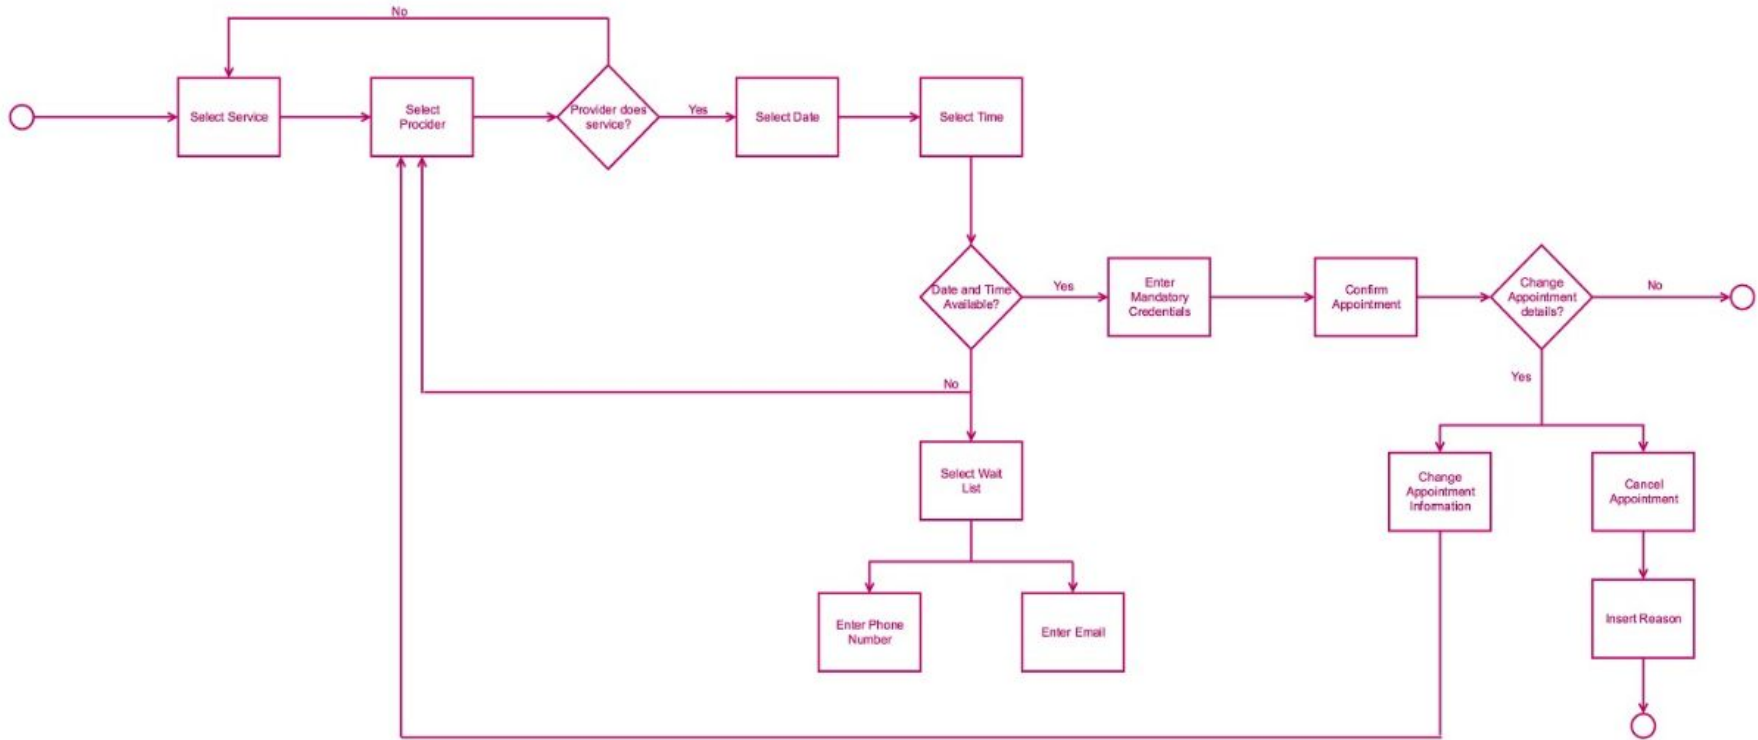 No
Select Service
Select
Procider
Provider does
service?
Yes
Select Date
Select Time
Date and Time
Available?
Yes
Enter
Mandatory
Credentials
Confirm
Appointment
Change
Appointment
details?
No
Yes
No
Select Wait
List
Change
Appointment
Information
Cancel
Appointment
Enter Phone
Number
Enter Email
Insert Reason